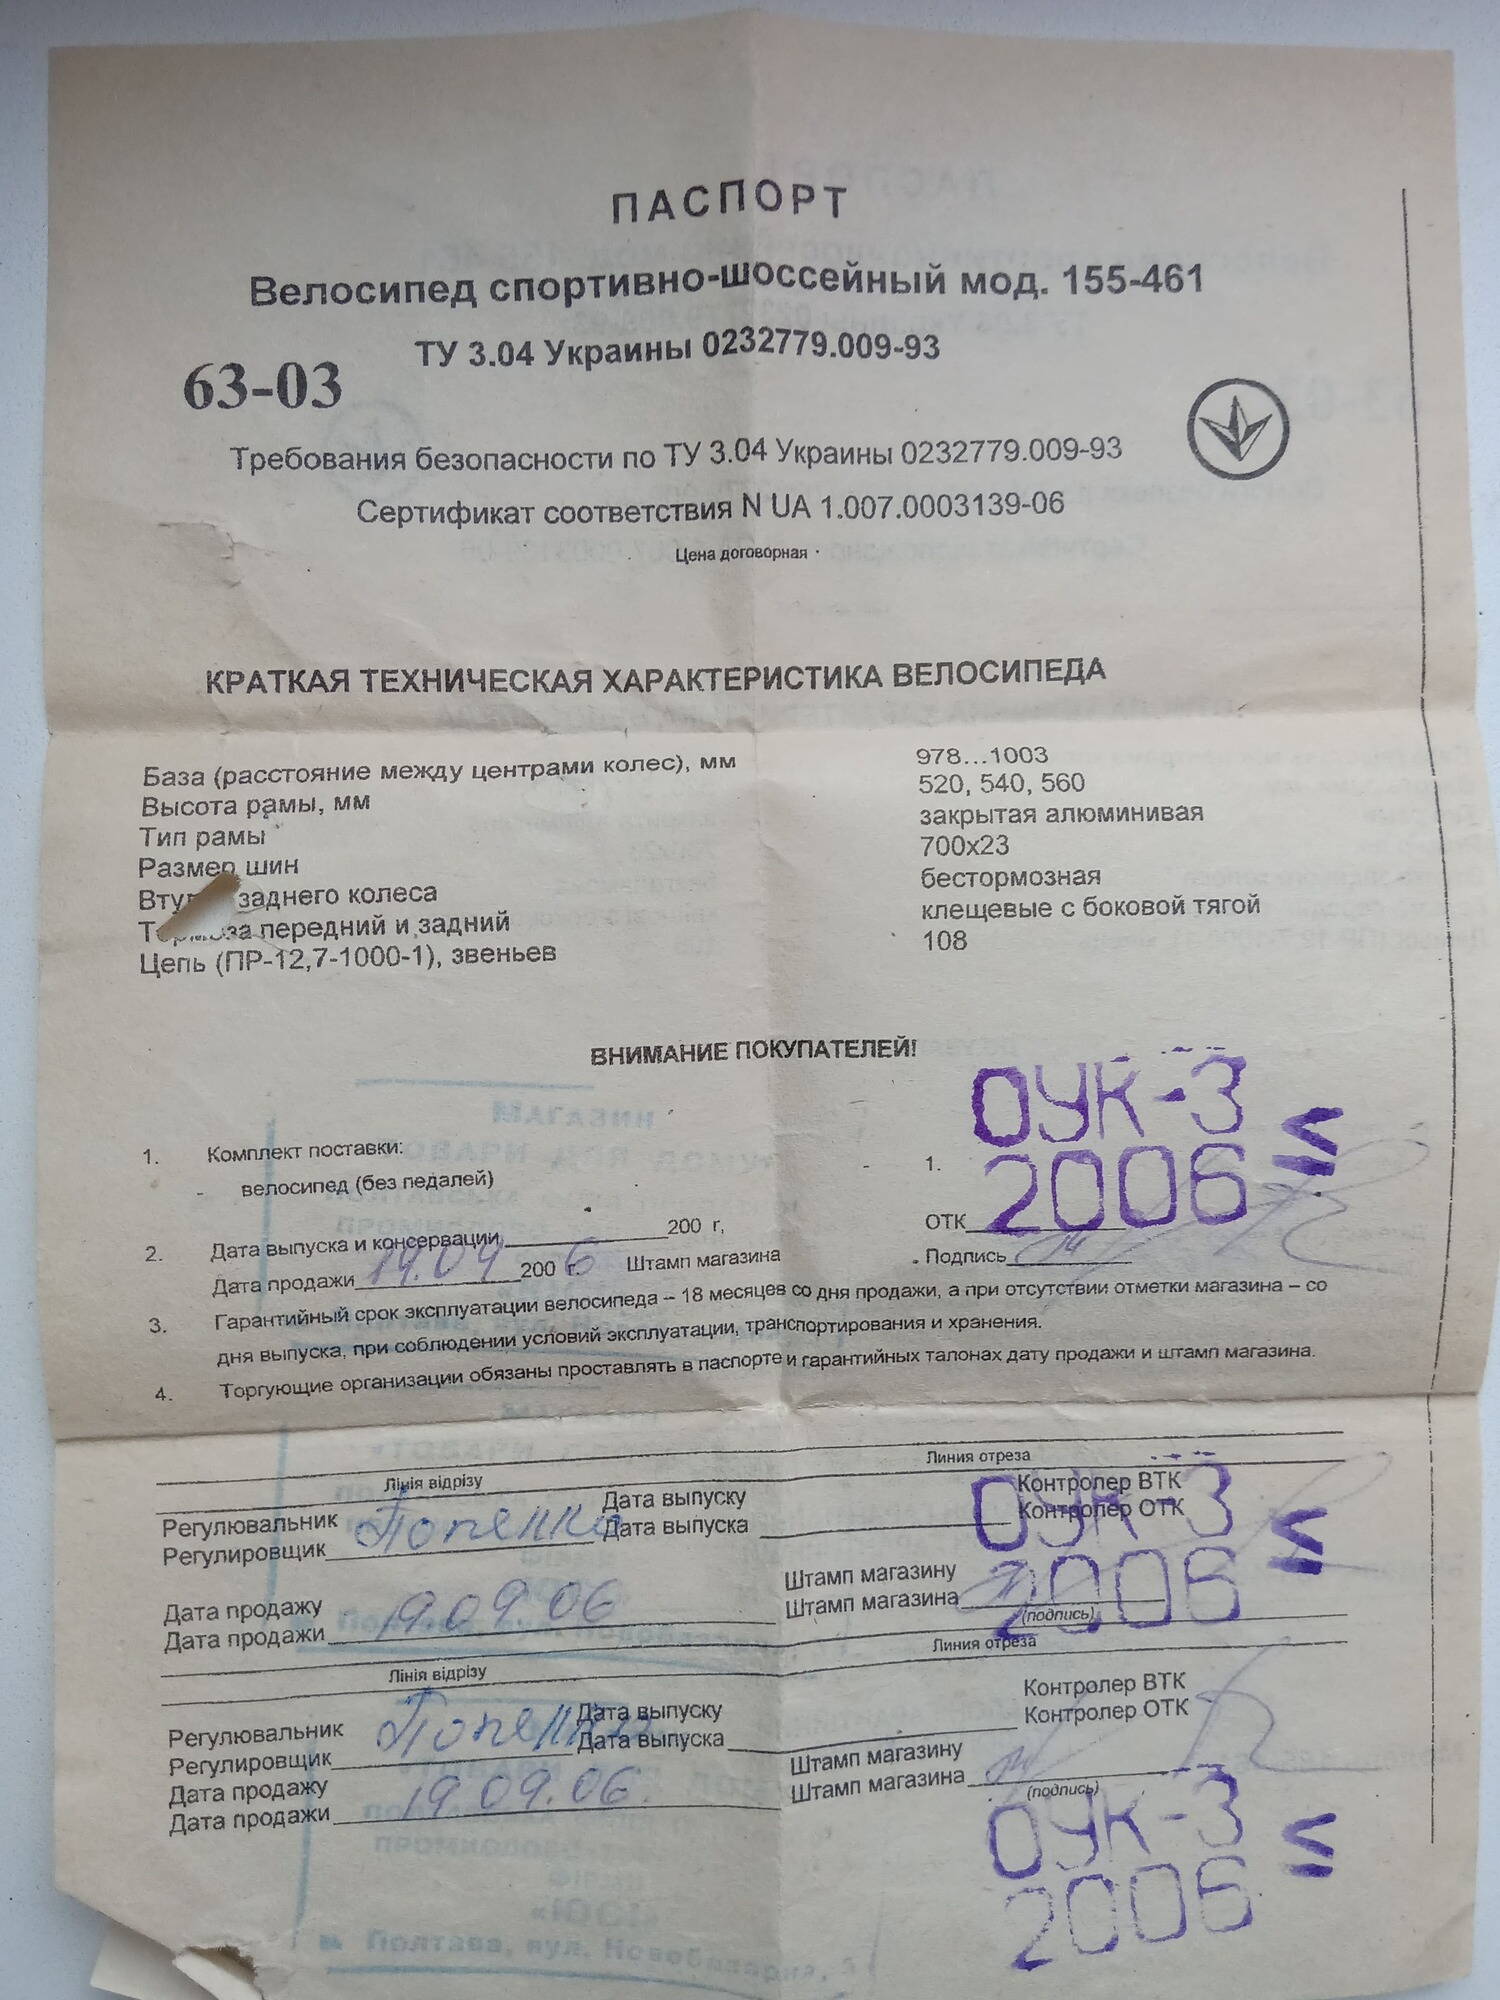 ПАСПОРТ
Велосипед спортивно-шоссейный мод. 155-461
ТУ 3.04 Украины 0232779.009-93
63-03
Требования безопасности по ТУ 3.04 Украины 0232779.009-93
Сертификат соответствия N UA 1.007.0003139-06
Цена договорная
КРАТКАЯ ТЕХНИЧЕСКАЯ ХАРАКТЕРИСТИКА ВЕЛОСИПЕДА
База (расстояние между центрами колес), мм 978...1003
Высота рамы, мм 520, 540, 560
Тип рамы закрытая алюминивая
Размер шин 700х23
Вту заднего колеса бестормозная
Тормоза передний и задний клещевые с боковой тягой
Цепь (ПР-12,7-1000-1), звеньев 108
ВНИМАНИЕ ПОКУПАТЕЛЕЙ!
ОУК-3
2006
1. Комплект поставки: 1.
- велосипед (без педалей)
ОТК
2. Дата выпуска и консервации 200 г,
Дата продажи 19.09 200 6 г. Штамп магазина Подпись
3. Гарантийный срок эксплуатации велосипеда – 18 месяцев со дня продажи, а при отсутствии отметки магазина – со
дня выпуска, при соблюдении условий эксплуатации, транспортирования и хранения.
4. Торгующие организации обязаны проставлять в паспорте и гарантийных талонах дату продажи и штамп магазина.
Лінія відрізу Линия отреза
Регулювальник Попенко Дата выпуску Контролер ВТК
Регулировщик Дата выпуска Контролер ОТК
ОУК-3
2006
Дата продажу Штамп магазину
Дата продажи 19.09.06 Штамп магазина
(подпись)
Лінія відрізу Линия отреза
Регулювальник Попенко Дата выпуску Контролер ВТК
Регулировщик Дата выпуска Контролер ОТК
Дата продажу Штамп магазину
Дата продажи 19.09.06. Штамп магазина
(подпись)
ОУК-3
2006